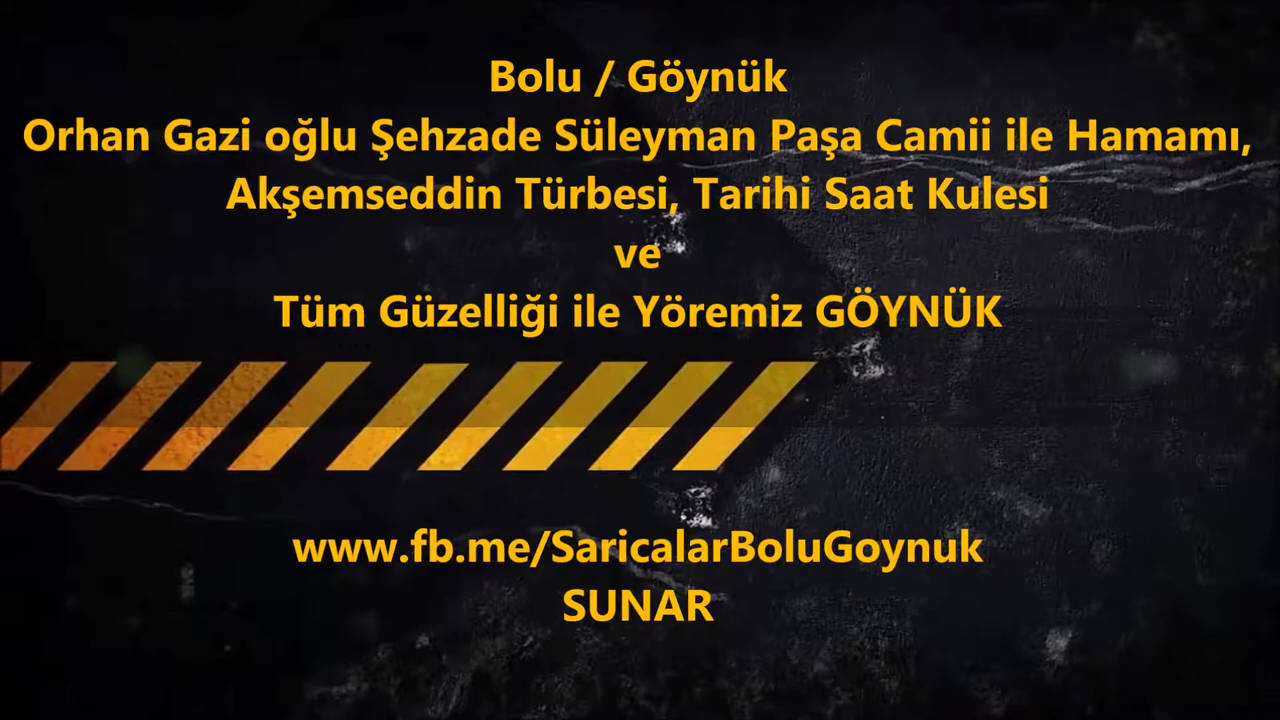 Bolu / Göynük
Orhan Gazi oğlu Şehzade Süleyman Paşa Camii ile Hamamı,
Akşemseddin Türbesi, Tarihi Saat Kulesi
ve
Tüm Güzelliği ile Yöremiz GÖYNÜK
www.fb.me/SaricalarBoluGoynuk
SUNAR